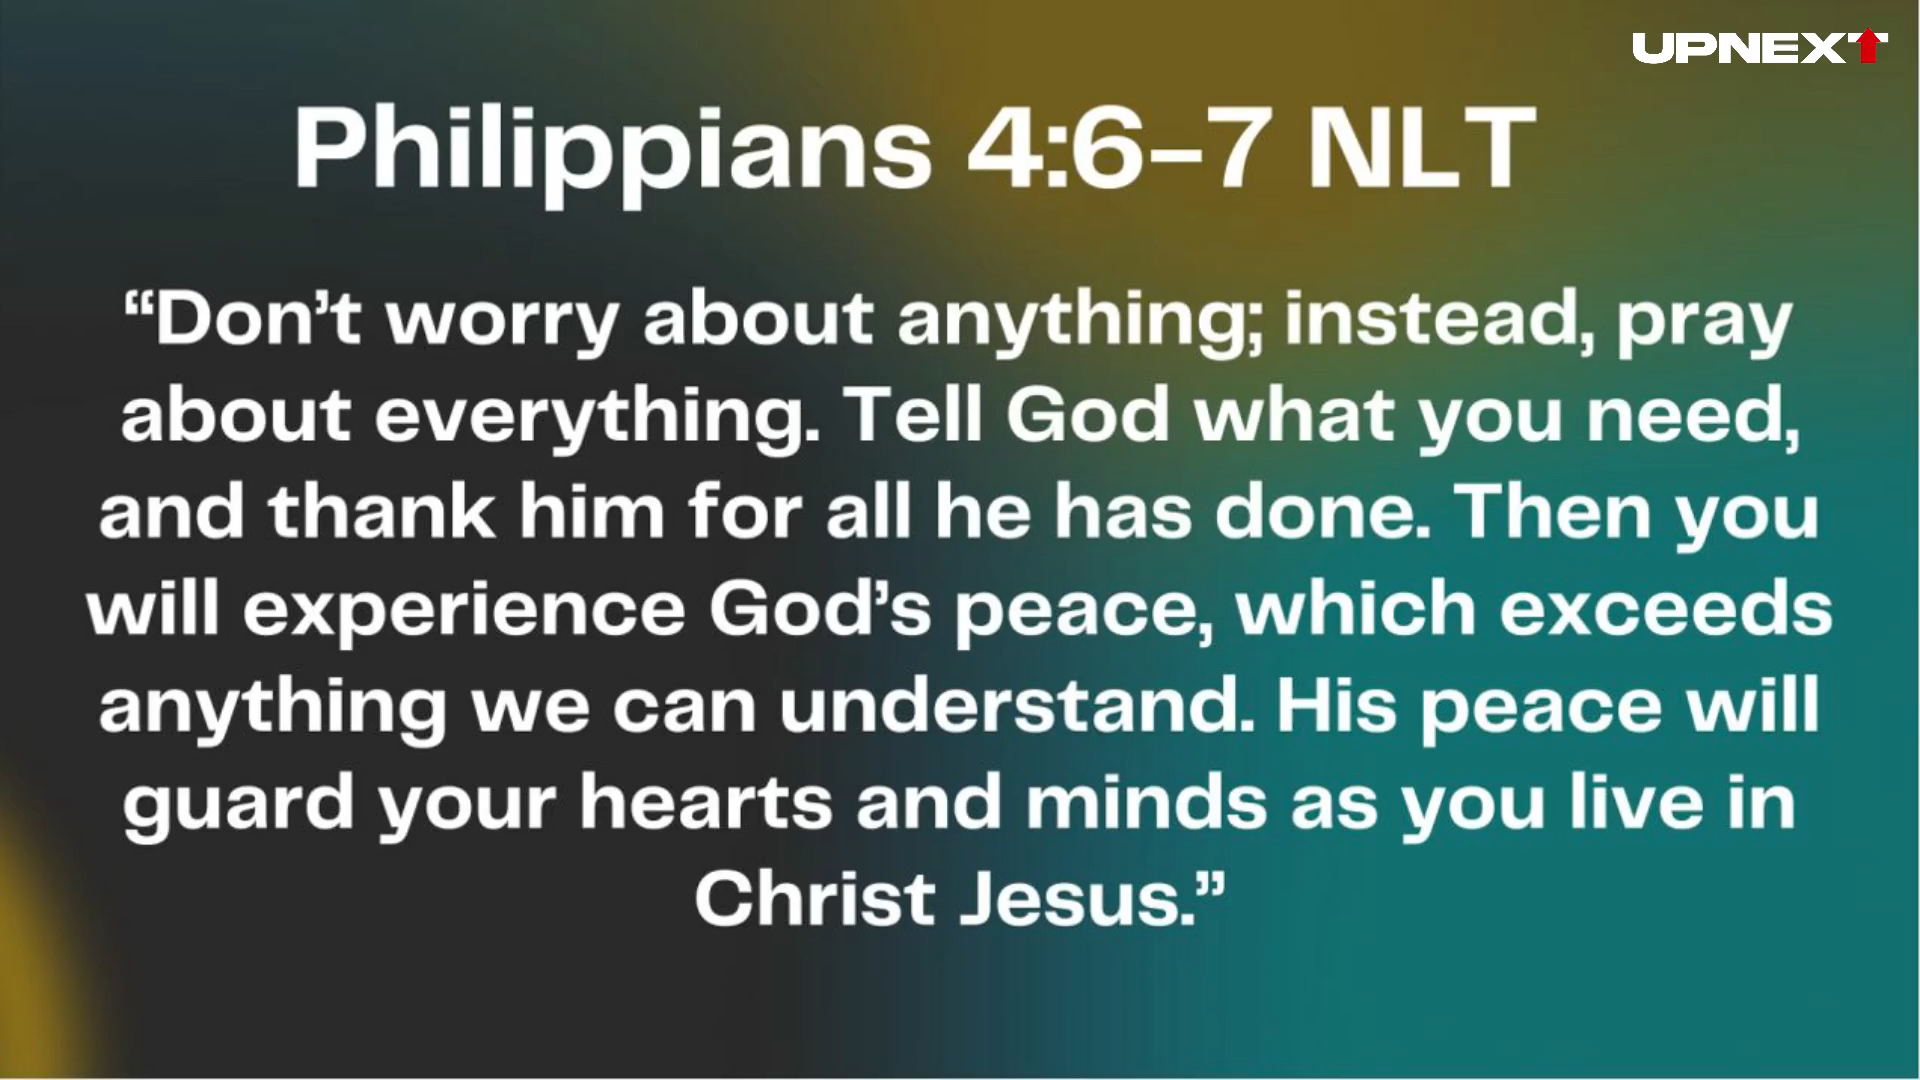 UPNEXT
Philippians 4:6–7 NLT
“Don’t worry about anything; instead, pray
about everything. Tell God what you need,
and thank him for all he has done. Then you
will experience God’s peace, which exceeds
anything we can understand. His peace will
guard your hearts and minds as you live in
Christ Jesus.”